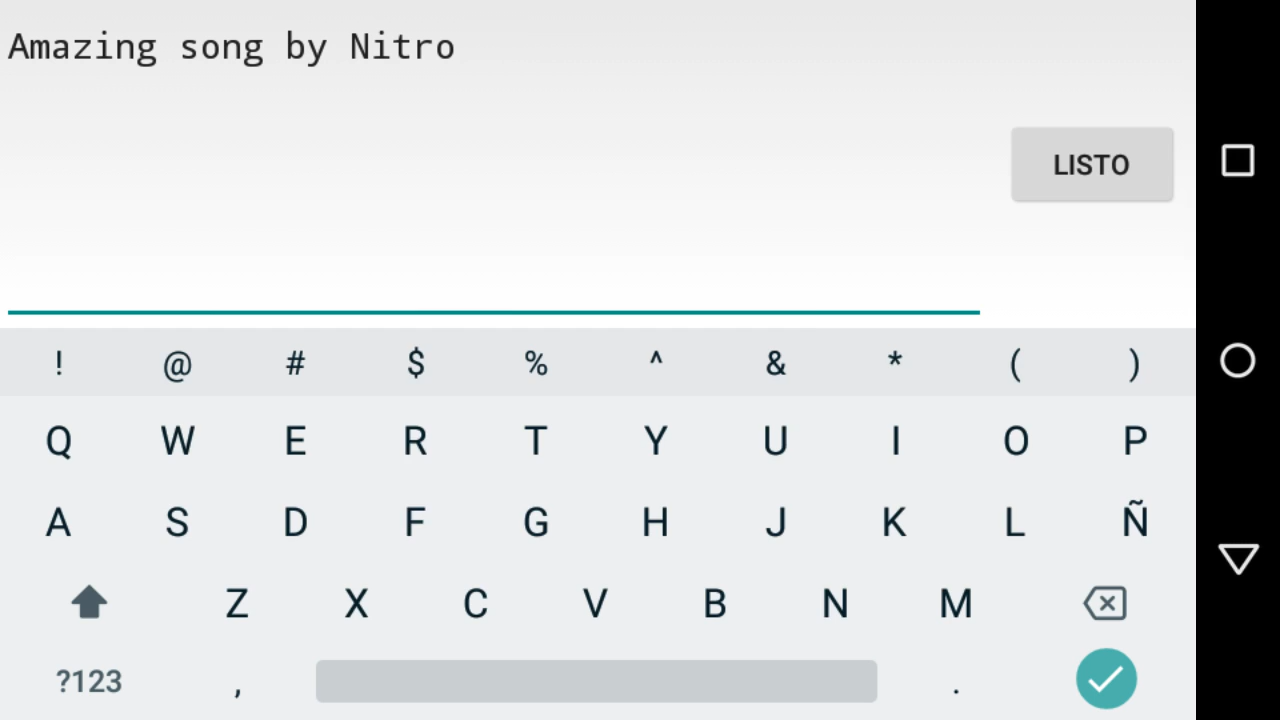 Amazing song by Nitro
LISTO
! @ # $ % ^ & * ( )
Q W E R T Y U I O P
A S D F G H J K L Ñ
Z X C V B N M
?123 , .